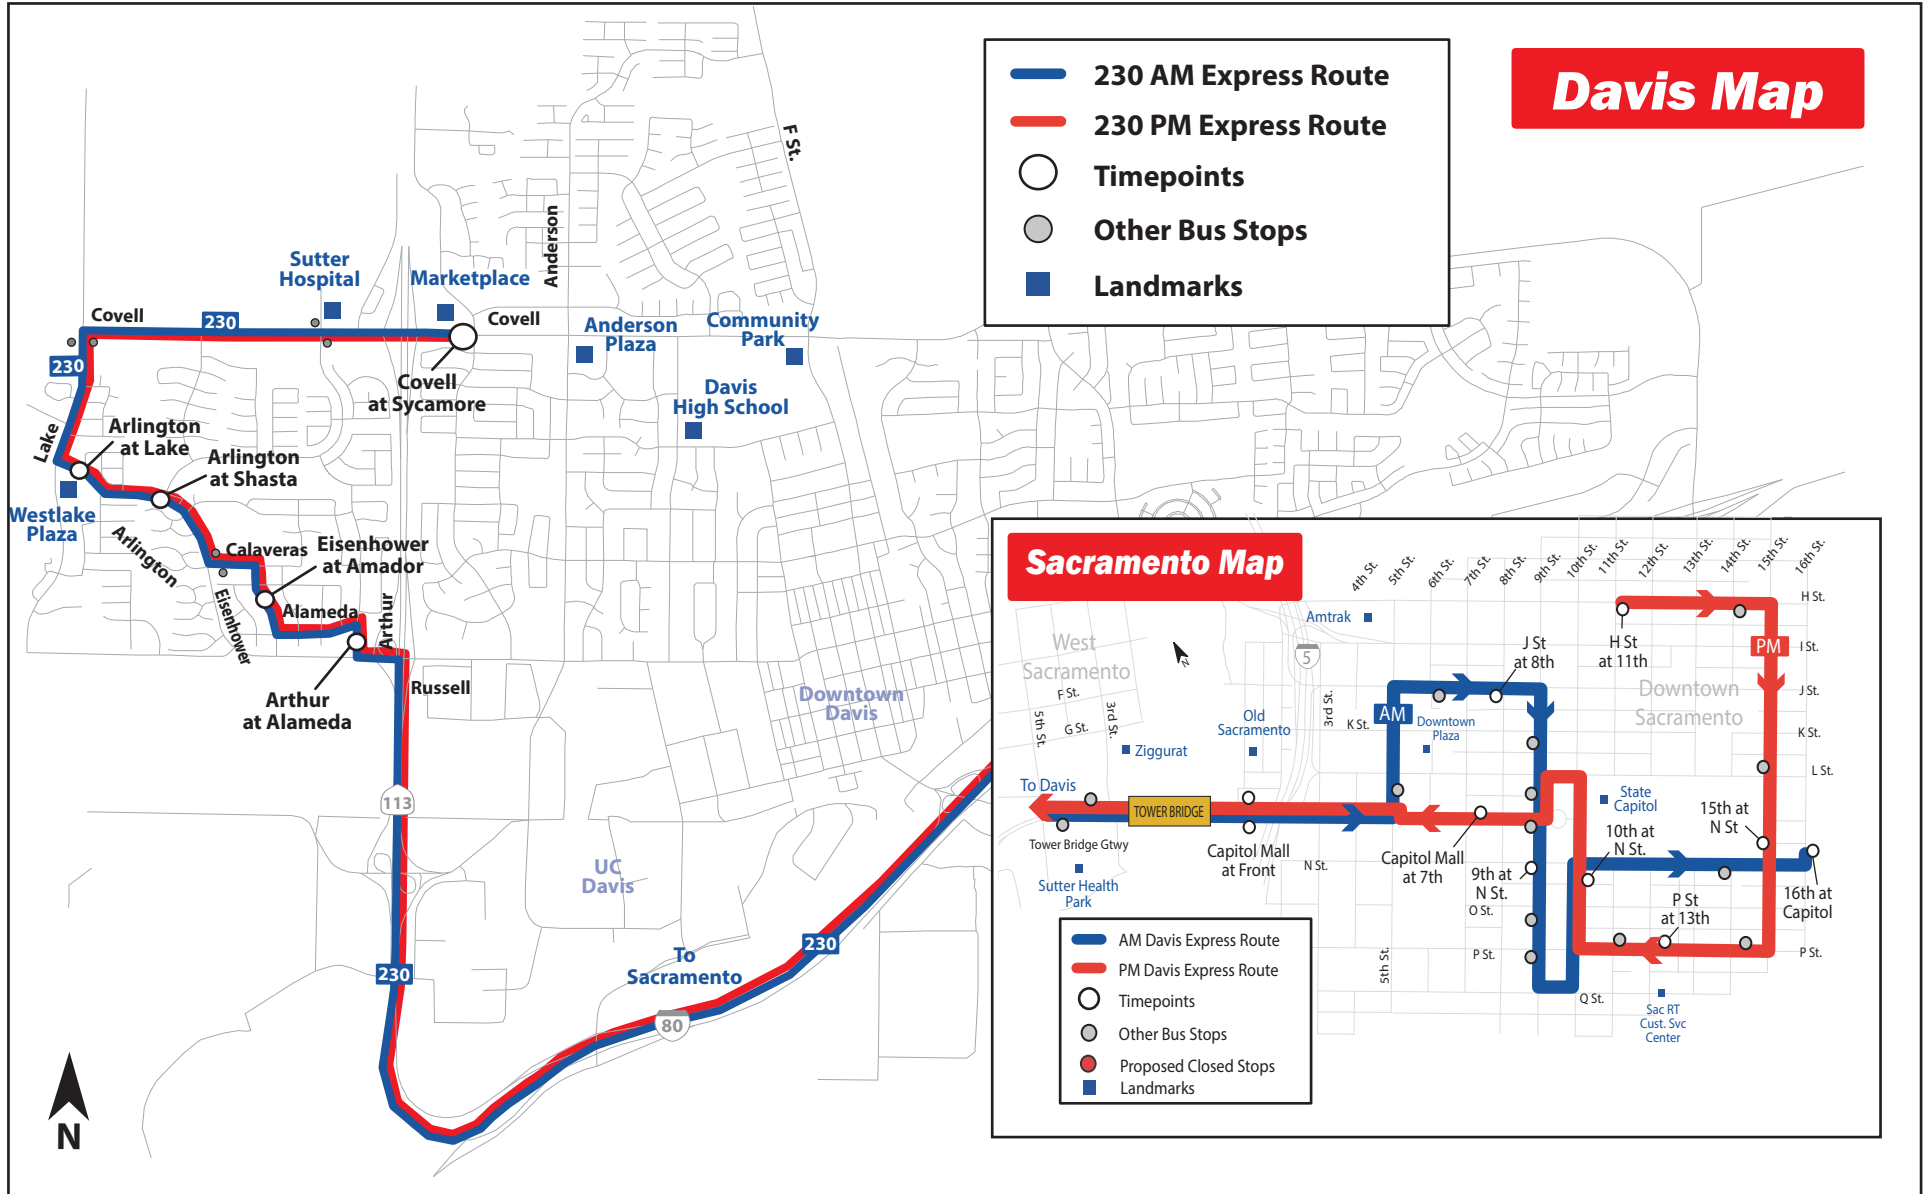 230 AM Express Route
230 PM Express Route
Timepoints
Other Bus Stops
Landmarks
Davis Map
F St.
Anderson
Sutter
Hospital
Marketplace
Covell
230
Covell
Anderson
Plaza
Community
Park
230
Covell
at Sycamore
Davis
High School
Lake
Arlington
at Lake
Arlington
at Shasta
Westlake
Plaza
Arlington
Calaveras
Eisenhower
at Amador
Eisenhower
Alameda
Arthur
Arthur
at Alameda
Russell
Downtown
Davis
113
UC
Davis
230
To
Sacramento
230
80
N
Sacramento Map
4th St.
5th St.
6th St.
7th St.
8th St.
9th St.
10th St.
11th St.
12th St.
13th St.
14th St.
15th St.
16th St.
H St.
Amtrak
5
West
Sacramento
N
J St
at 8th
H St
at 11th
PM
I St.
F St.
G St.
5th St.
3rd St.
3rd St.
Old
Sacramento
K St.
AM
Downtown
Plaza
Downtown
Sacramento
J St.
K St.
Ziggurat
L St.
To Davis
TOWER BRIDGE
State
Capitol
15th at
N St
10th at
N St.
Tower Bridge Gtwy
Capitol Mall
at Front
N St.
Capitol Mall
at 7th
9th at
N St.
Sutter Health
Park
O St.
P St
at 13th
16th at
Capitol
5th St.
P St.
P St.
Q St.
Sac RT
Cust. Svc
Center
AM Davis Express Route
PM Davis Express Route
Timepoints
Other Bus Stops
Proposed Closed Stops
Landmarks